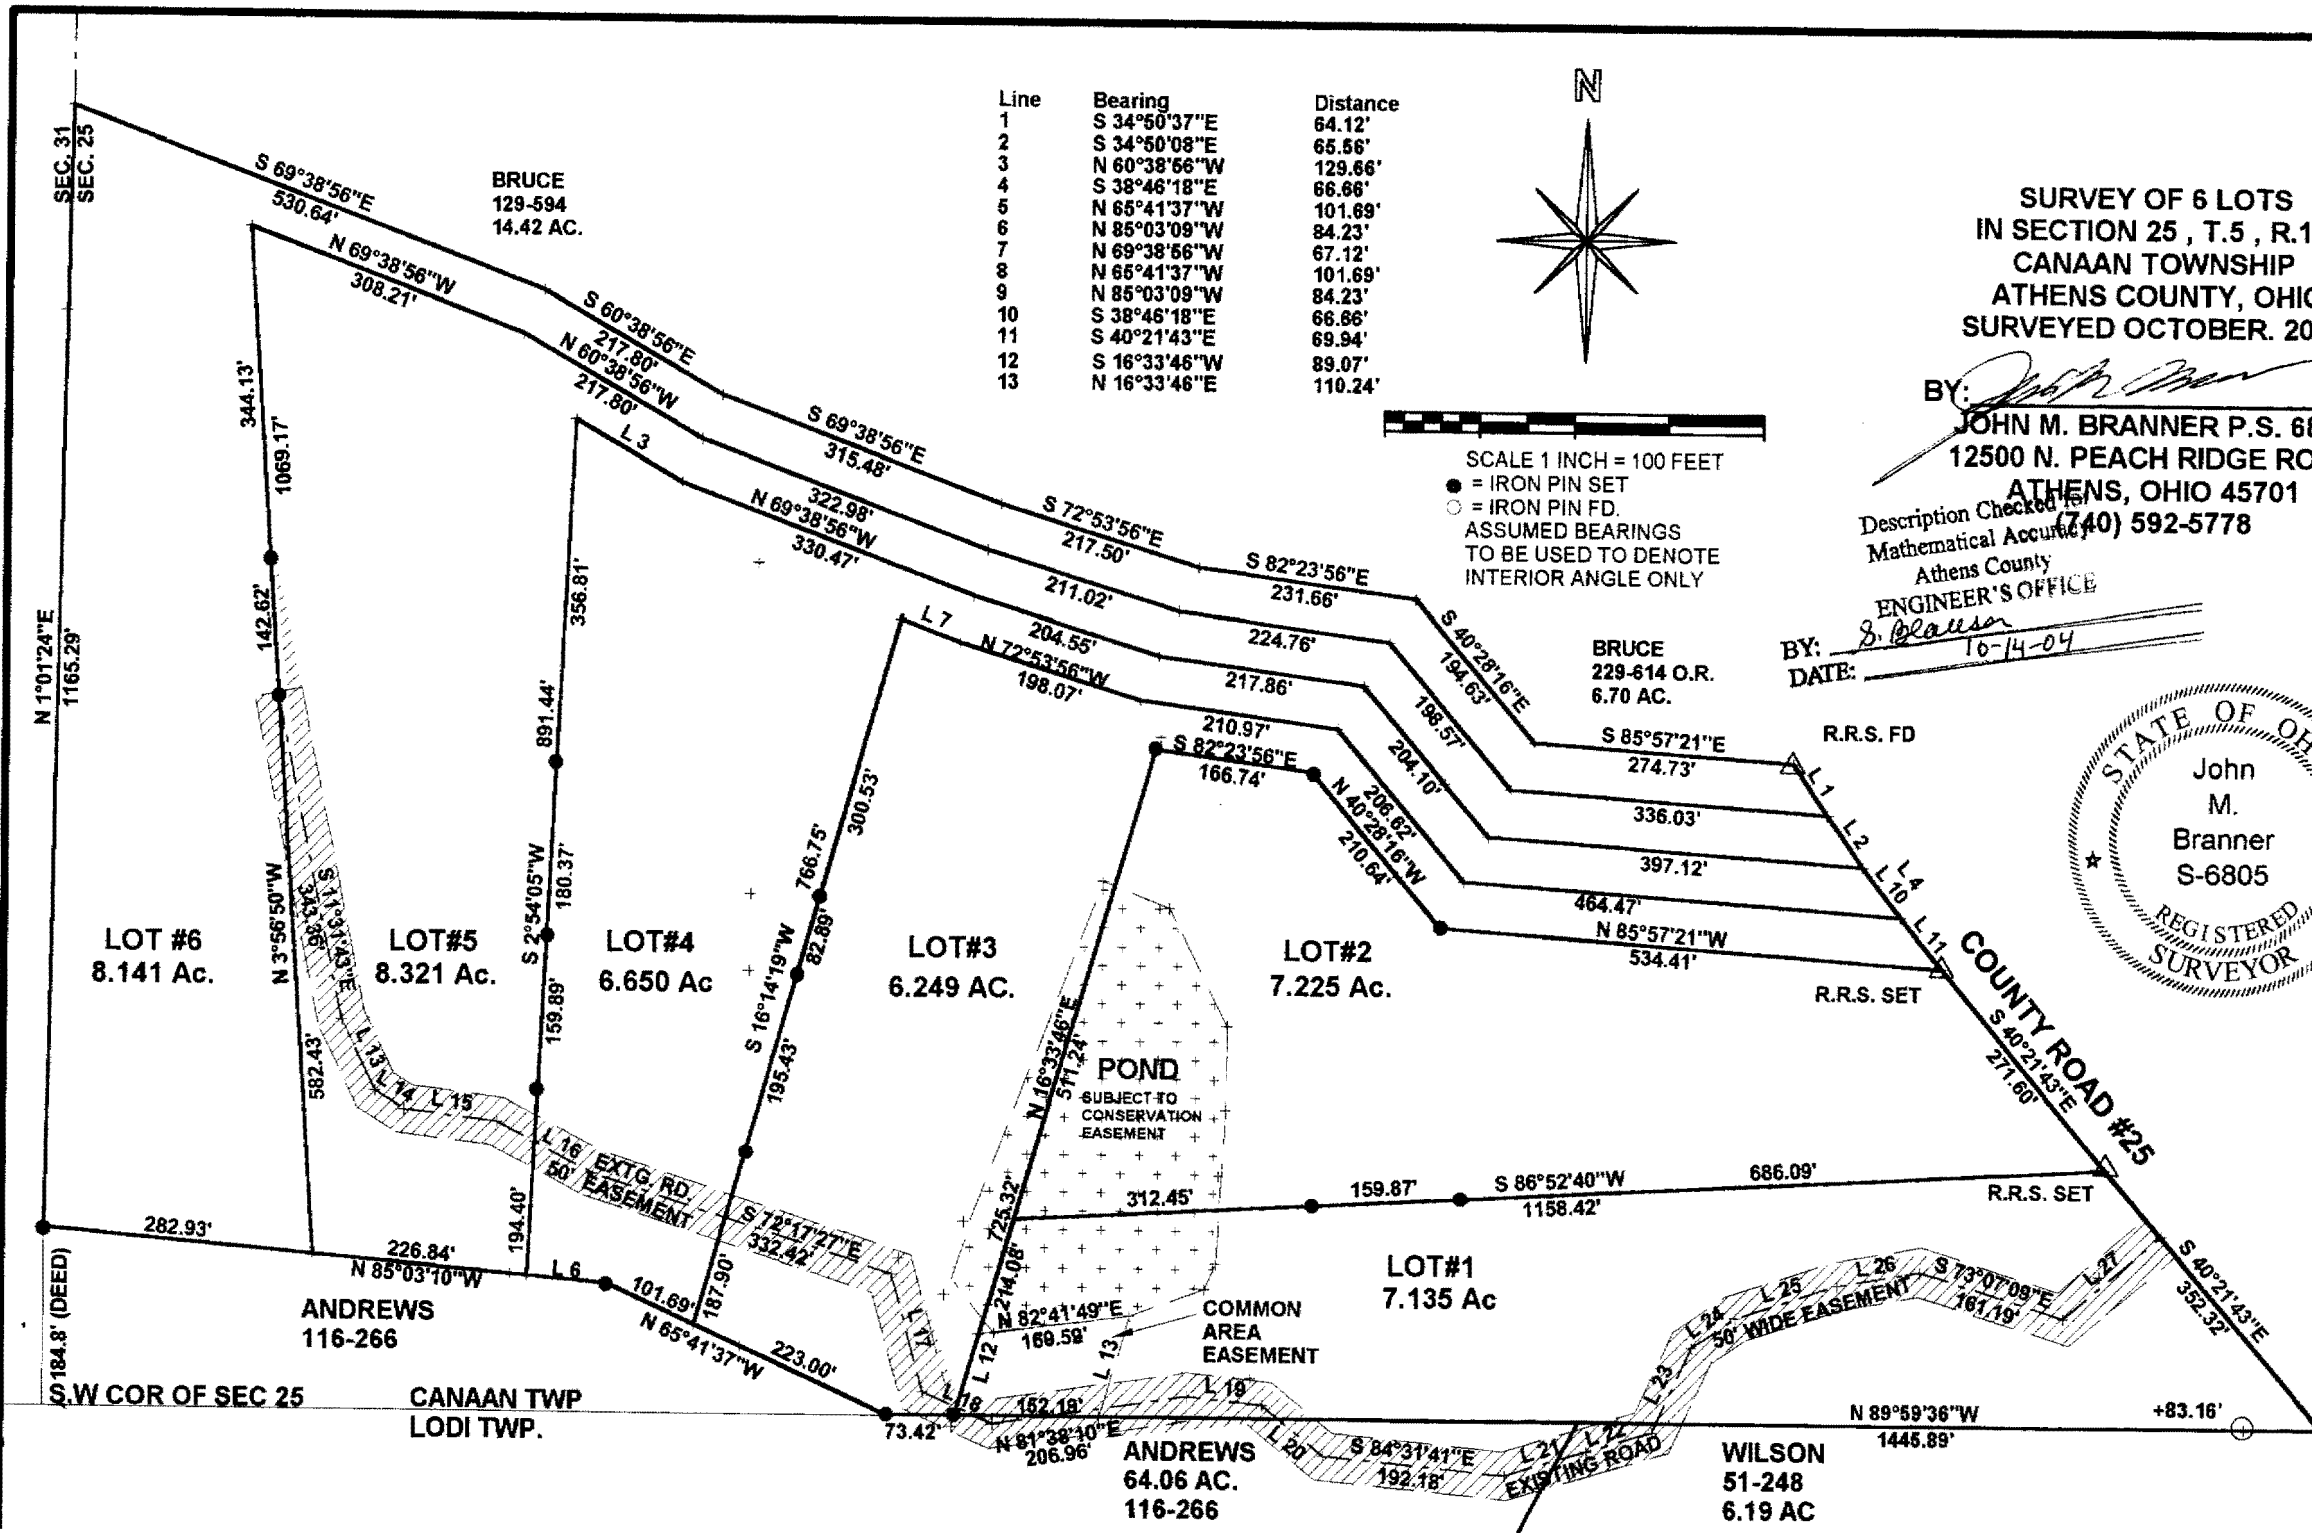 Line Bearing Distance
1 S 34°50'37"E 64.12'
2 S 34°50'08"E 65.56'
3 N 60°38'56"W 129.66'
4 S 38°46'18"E 66.66'
5 N 65°41'37"W 101.69'
6 N 85°03'09"W 84.23'
7 N 69°38'56"W 67.12'
8 N 65°41'37"W 101.69'
9 N 85°03'09"W 84.23'
10 S 38°46'18"E 66.66'
11 S 40°21'43"E 69.94'
12 S 16°33'46"W 89.07'
13 N 16°33'46"E 110.24'
N
SURVEY OF 6 LOTS
IN SECTION 25 , T.5 , R.1
CANAAN TOWNSHIP
ATHENS COUNTY, OHIO
SURVEYED OCTOBER. 20
BY:
JOHN M. BRANNER P.S. 68
12500 N. PEACH RIDGE RO
ATHENS, OHIO 45701
(740) 592-5778
Description Checked for
Mathematical Accuracy
Athens County
ENGINEER'S OFFICE
BY: S. Blauson
DATE: 10-14-04
SCALE 1 INCH = 100 FEET
= IRON PIN SET
= IRON PIN FD.
ASSUMED BEARINGS
TO BE USED TO DENOTE
INTERIOR ANGLE ONLY
STATE OF OH
John
M.
Branner
S-6805
REGISTERED
SURVEYOR
SEC. 31
SEC. 25
S 69°38'56"E
530.64'
BRUCE
129-594
14.42 AC.
N 69°38'56"W
308.21'
S 60°38'56"E
217.80'
N 60°38'56"W
217.80'
S 69°38'56"E
315.48'
L 3
322.98'
N 69°38'56"W
330.47'
S 72°53'56"E
217.50'
211.02'
204.55'
L 7
N 72°53'56"W
198.07'
S 82°23'56"E
231.66'
224.76'
217.86'
210.97'
S 82°23'56"E
166.74'
S 40°28'16"E
194.63'
198.57'
204.10'
206.62'
N 40°28'16"W
210.64'
BRUCE
229-614 O.R.
6.70 AC.
R.R.S. FD
S 85°57'21"E
274.73'
336.03'
397.12'
464.47'
N 85°57'21"W
534.41'
L 1
L 2
L 4
L 10
L 11
R.R.S. SET
COUNTY ROAD #25
S 40°21'43"E
271.60'
R.R.S. SET
344.13'
1069.17'
142.62'
N 1°01'24"E
1165.29'
356.81'
891.44'
S 2°54'05"W
180.37'
159.89'
194.40'
300.53'
766.75'
82.89'
S 16°14'19"W
195.43'
187.90'
N 3°56'50"W
582.43'
S 11°31'43"E
343.36'
LOT #6
8.141 Ac.
LOT#5
8.321 Ac.
LOT#4
6.650 Ac
LOT#3
6.249 AC.
LOT#2
7.225 Ac.
LOT#1
7.135 Ac
N 16°33'46"E
511.24'
725.32'
214.08'
POND
SUBJECT TO
CONSERVATION
EASEMENT
312.45'
159.87'
S 86°52'40"W
1158.42'
686.09'
L 13
L 14
L 15
L 16
50'
EXTG. RD.
EASEMENT
S 72°17'27"E
332.42'
L 17
L 18
L 12
N 82°41'49"E
169.59'
L 13
COMMON
AREA
EASEMENT
152.19'
N 81°38'10"E
206.96'
L 19
L 20
S 84°31'41"E
192.18'
L 21
L 22
EXISTING ROAD
L 23
L 24
L 25
L 26
50' WIDE EASEMENT
S 73°07'09"E
161.19'
L 27
S 40°21'43"E
352.32'
282.93'
226.84'
N 85°03'10"W
L 6
101.69'
N 65°41'37"W
223.00'
73.42'
N 89°59'36"W
1445.89'
+83.16'
ANDREWS
116-266
184.8' (DEED)
S.W COR OF SEC 25
CANAAN TWP
LODI TWP.
ANDREWS
64.06 AC.
116-266
WILSON
51-248
6.19 AC